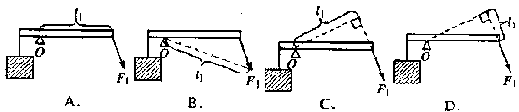 l₁ O F₁ l₁ O F₁ l₁ O F₁ l₁ O F₁
A. B. C. D.